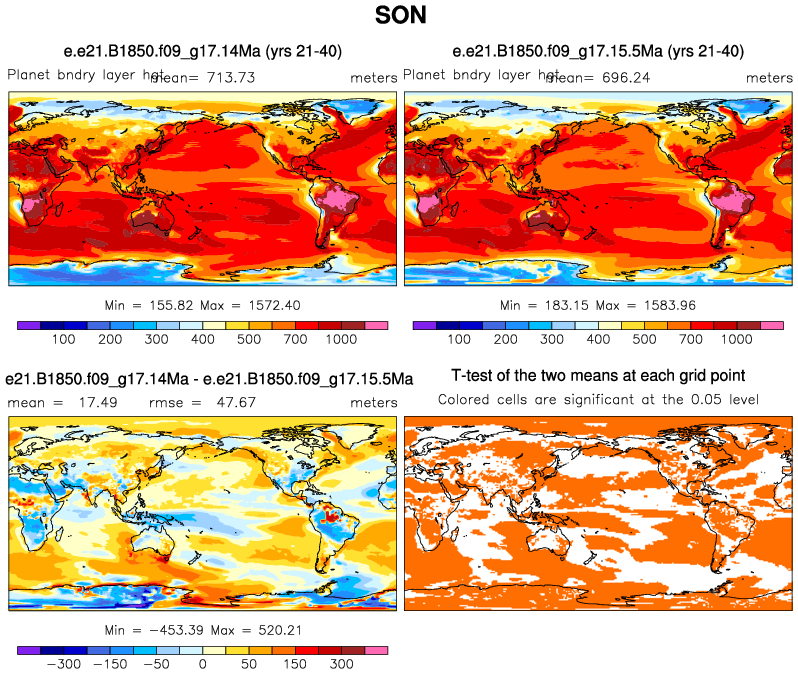 SON
e.e21.B1850.f09_g17.14Ma (yrs 21-40)
Planet bndry layer hgt mean= 713.73 meters
Min = 155.82 Max = 1572.40
100 200 300 400 500 700 1000
e.e21.B1850.f09_g17.15.5Ma (yrs 21-40)
Planet bndry layer hgt mean= 696.24 meters
Min = 183.15 Max = 1583.96
100 200 300 400 500 700 1000
e21.B1850.f09_g17.14Ma - e.e21.B1850.f09_g17.15.5Ma
mean = 17.49 rmse = 47.67 meters
Min = −453.39 Max = 520.21
−300 −150 −50 0 50 150 300
T-test of the two means at each grid point
Colored cells are significant at the 0.05 level